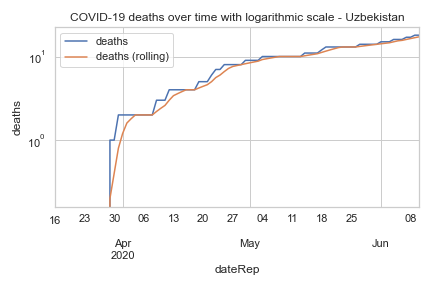 COVID-19 deaths over time with logarithmic scale - Uzbekistan
deaths
deaths (rolling)
10¹
10⁰
deaths
16 23 30 06 13 20 27 04 11 18 25 08
Apr May Jun
2020
dateRep